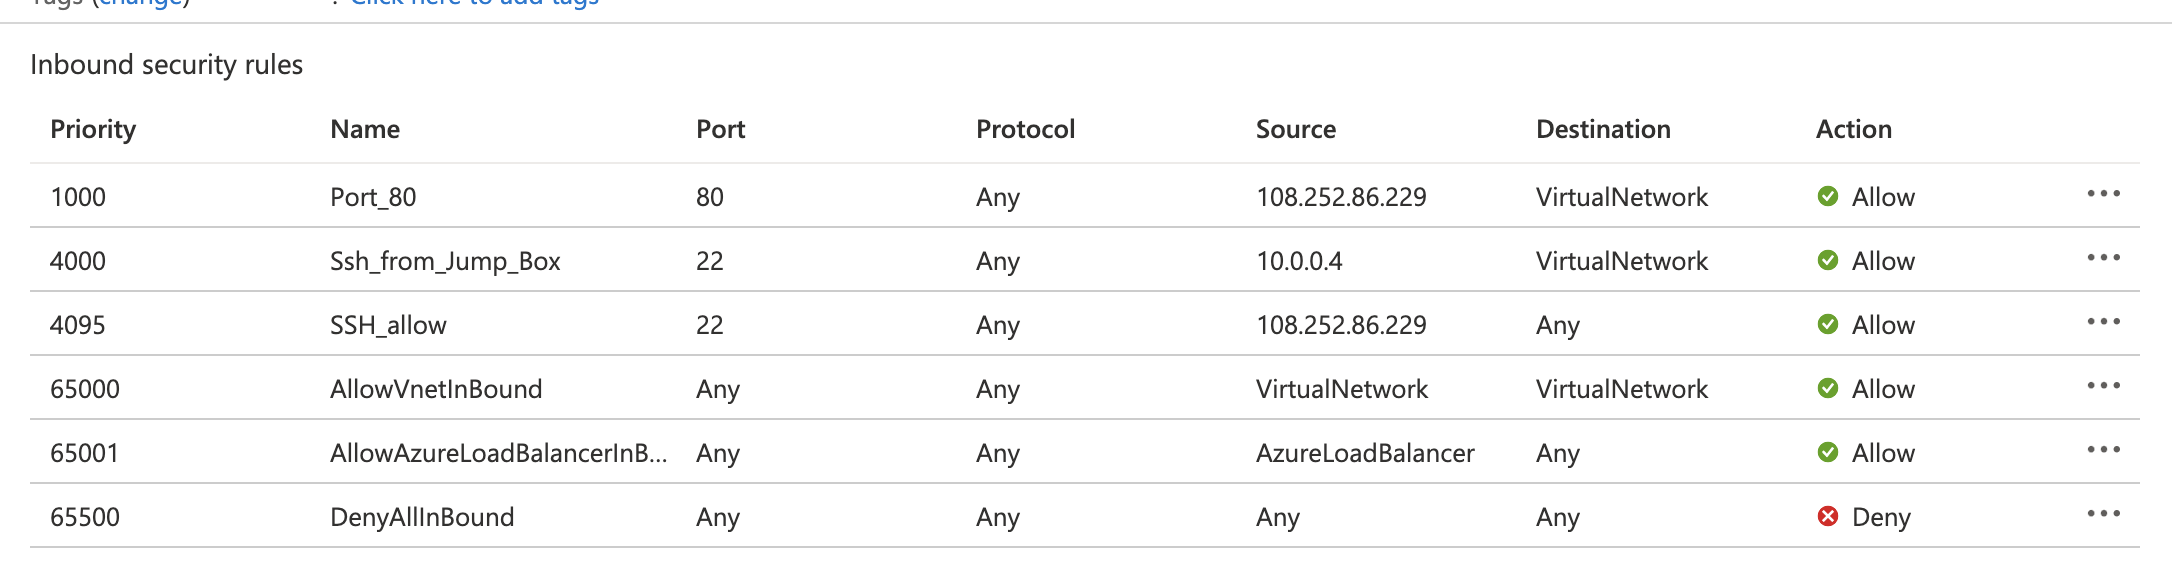 Tags (change) : Click here to add tags
Inbound security rules
Priority Name Port Protocol Source Destination Action
1000 Port_80 80 Any 108.252.86.229 VirtualNetwork Allow
4000 Ssh_from_Jump_Box 22 Any 10.0.0.4 VirtualNetwork Allow
4095 SSH_allow 22 Any 108.252.86.229 Any Allow
65000 AllowVnetInBound Any Any VirtualNetwork VirtualNetwork Allow
65001 AllowAzureLoadBalancerInB... Any Any AzureLoadBalancer Any Allow
65500 DenyAllInBound Any Any Any Any Deny